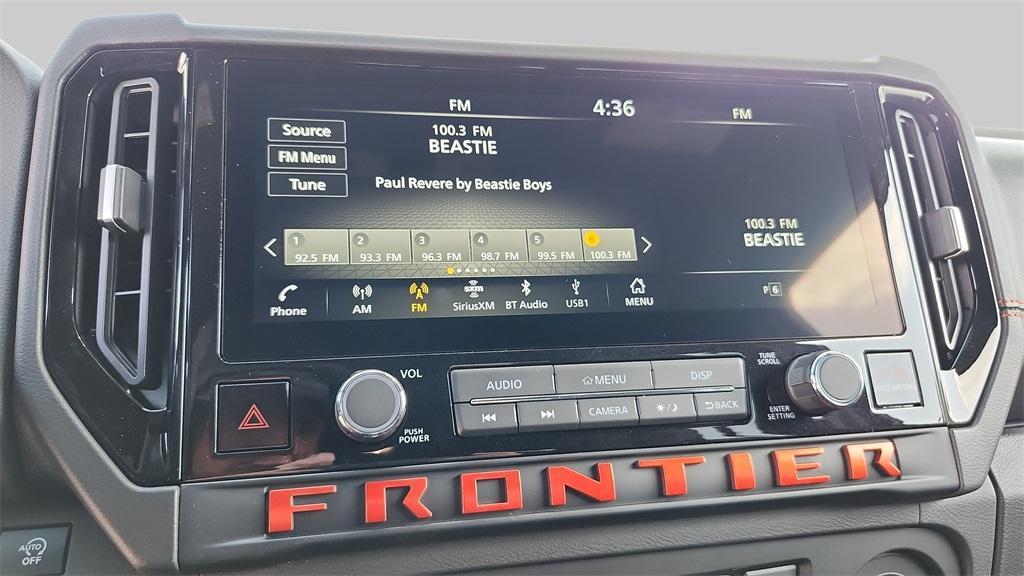 FM 4:36 FM
Source
FM Menu
Tune
100.3 FM
BEASTIE
Paul Revere by Beastie Boys
1 2 3 4 5 6
92.5 FM 93.3 FM 96.3 FM 98.7 FM 99.5 FM 100.3 FM
100.3 FM
BEASTIE
P 6
Phone AM FM SiriusXM BT Audio USB1 MENU
sxm
VOL
PUSH
POWER
AUDIO MENU DISP
CAMERA BACK
TUNE
SCROLL
ENTER
SETTING
FRONTIER
AUTO
OFF